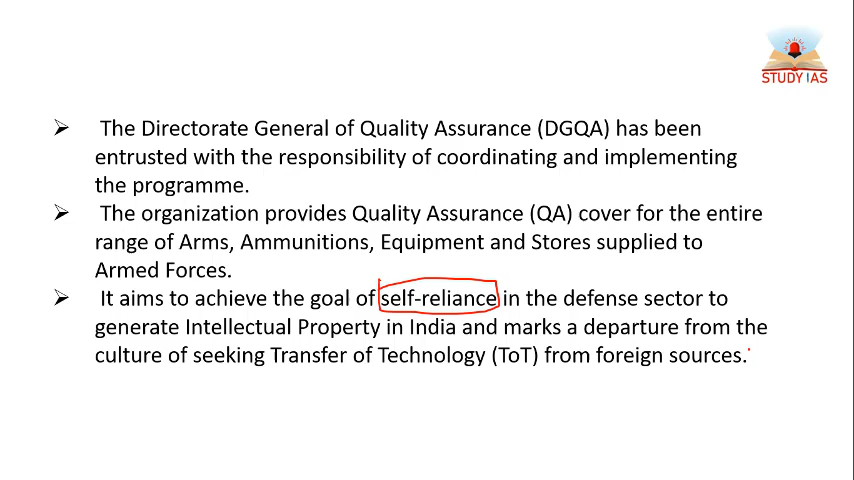 STUDY IAS
➢ The Directorate General of Quality Assurance (DGQA) has been
entrusted with the responsibility of coordinating and implementing
the programme.
➢ The organization provides Quality Assurance (QA) cover for the entire
range of Arms, Ammunitions, Equipment and Stores supplied to
Armed Forces.
➢ It aims to achieve the goal of self-reliance in the defense sector to
generate Intellectual Property in India and marks a departure from the
culture of seeking Transfer of Technology (ToT) from foreign sources.